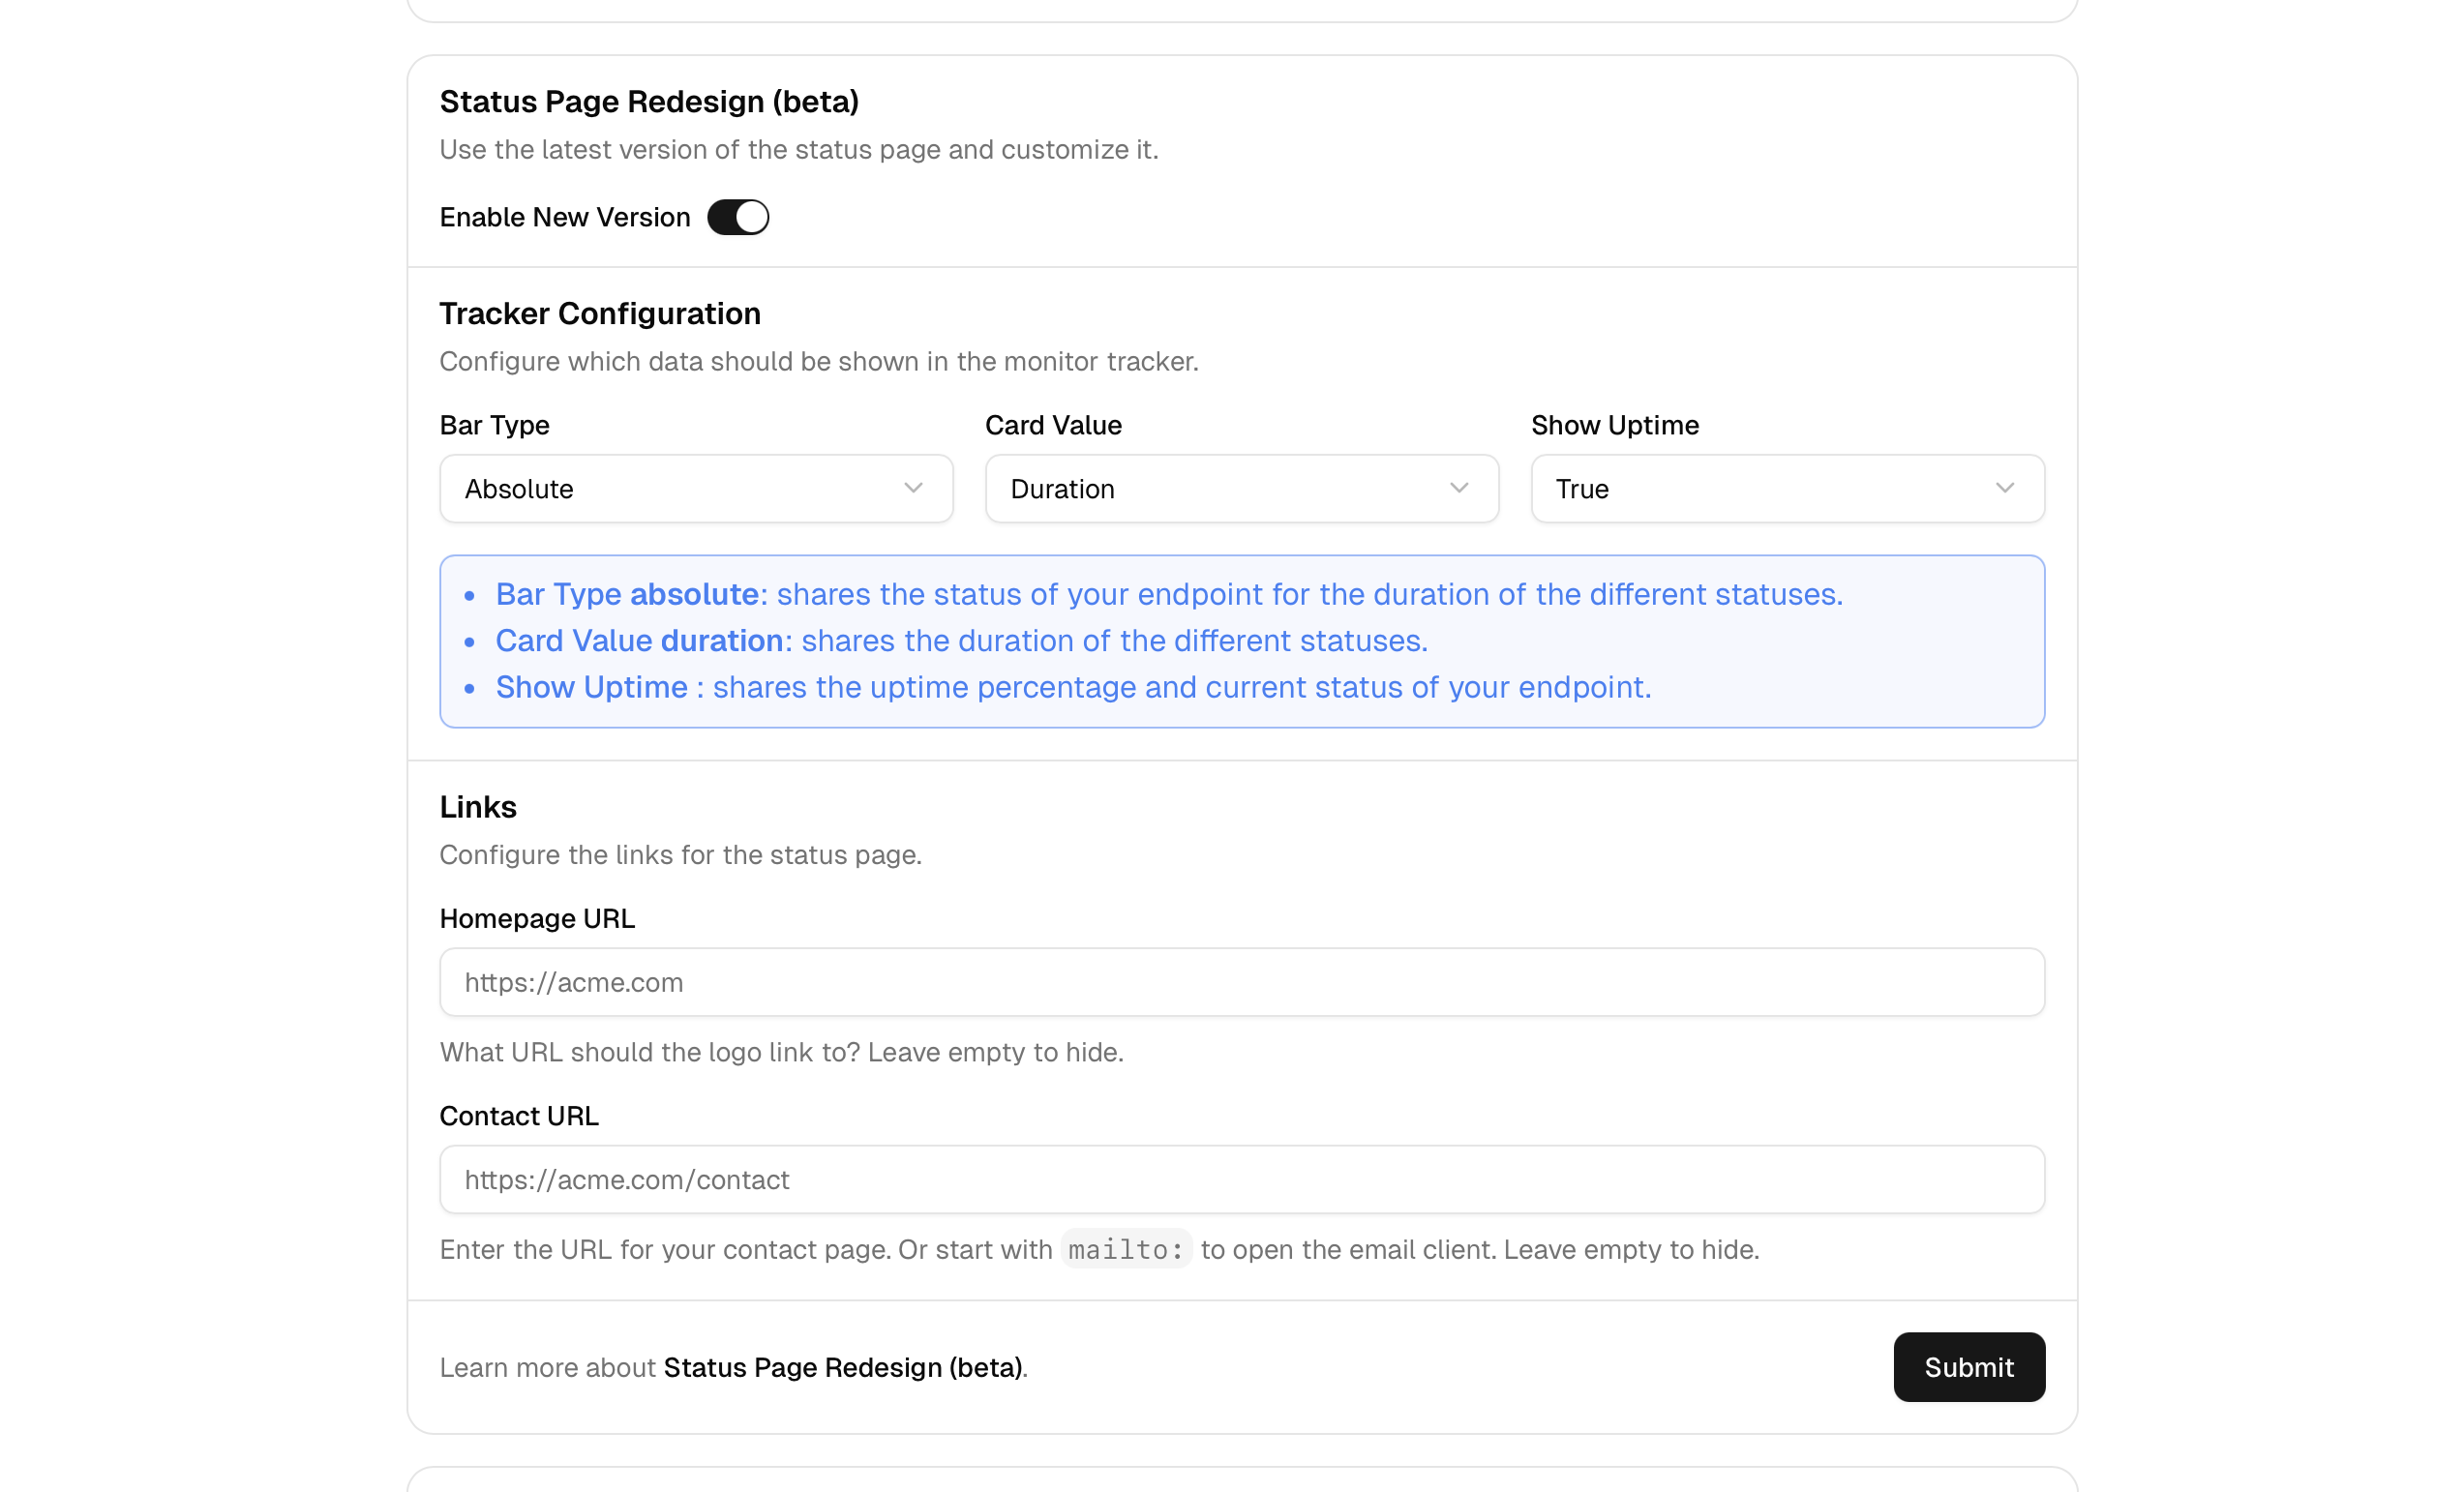 Status Page Redesign (beta)
Use the latest version of the status page and customize it.
Enable New Version
Tracker Configuration
Configure which data should be shown in the monitor tracker.
Bar Type
Card Value
Show Uptime
Absolute
Duration
True
Bar Type absolute: shares the status of your endpoint for the duration of the different statuses.
Card Value duration: shares the duration of the different statuses.
Show Uptime : shares the uptime percentage and current status of your endpoint.
Links
Configure the links for the status page.
Homepage URL
https://acme.com
What URL should the logo link to? Leave empty to hide.
Contact URL
https://acme.com/contact
Enter the URL for your contact page. Or start with mailto: to open the email client. Leave empty to hide.
Learn more about Status Page Redesign (beta).
Submit